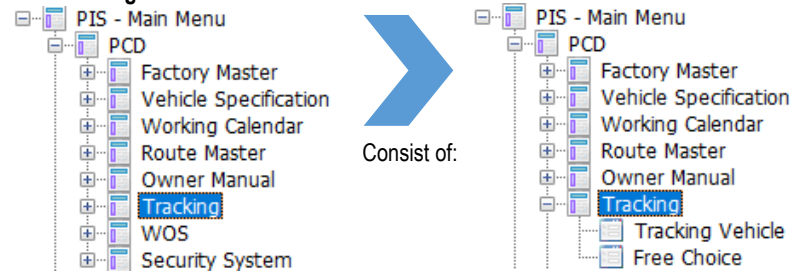 PIS - Main Menu
PCD
Factory Master
Vehicle Specification
Working Calendar
Route Master
Owner Manual
Tracking
WOS
Security System
Consist of:
PIS - Main Menu
PCD
Factory Master
Vehicle Specification
Working Calendar
Route Master
Owner Manual
Tracking
Tracking Vehicle
Free Choice